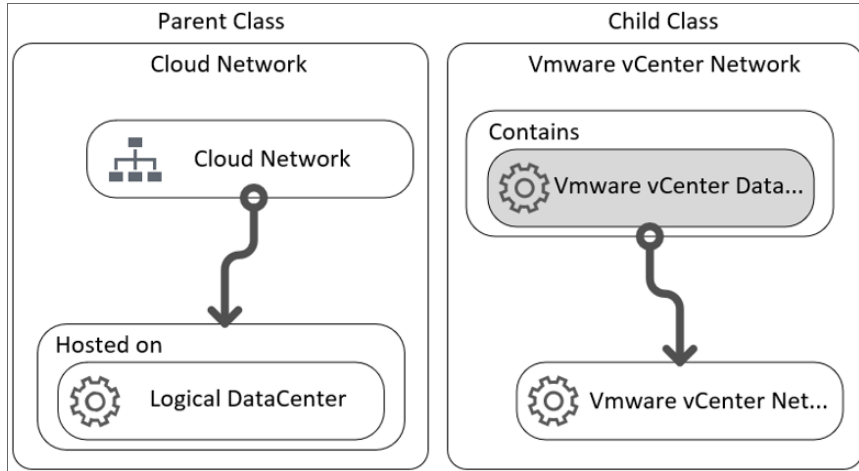 Parent Class
Cloud Network
Cloud Network
Hosted on
Logical DataCenter
Child Class
Vmware vCenter Network
Contains
Vmware vCenter Data...
Vmware vCenter Net...